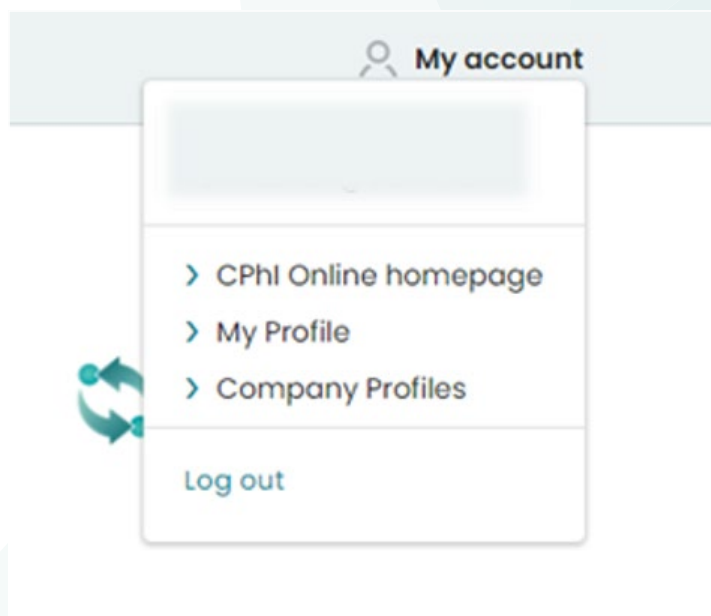 My account
CPhI Online homepage
My Profile
Company Profiles
Log out